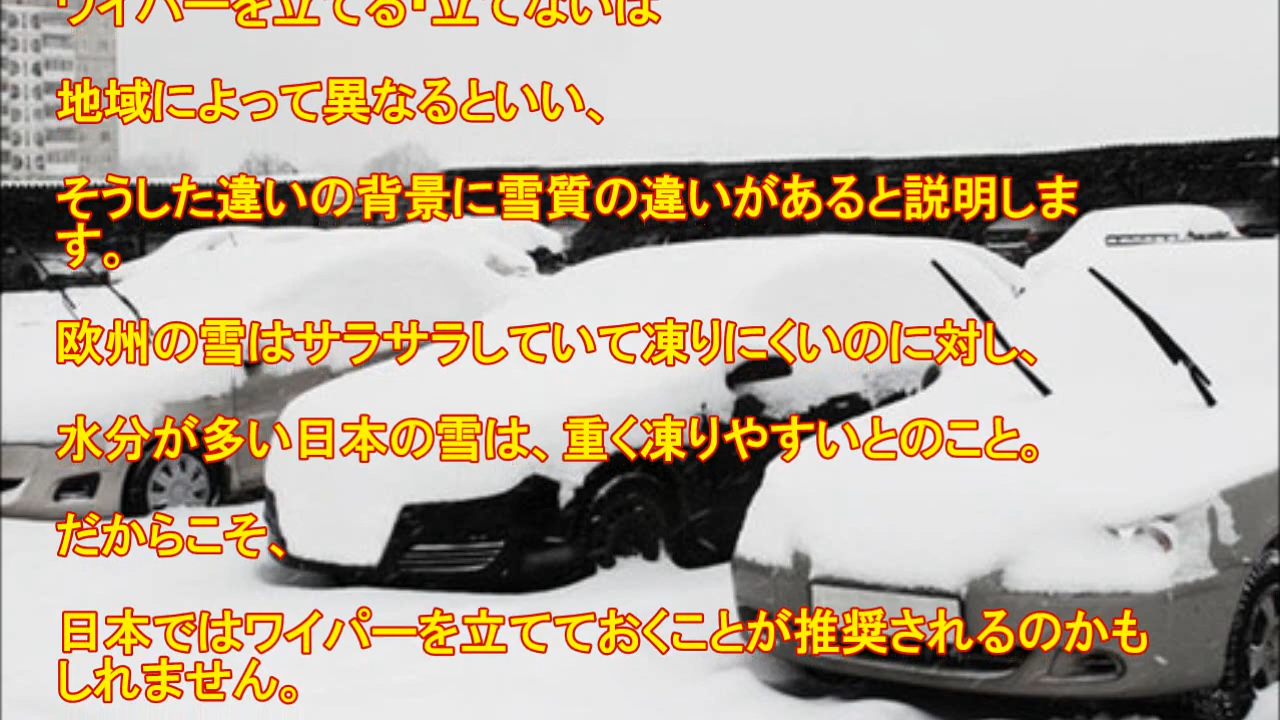 ワイパーを立てる・立てないは
地域によって異なるといい、
そうした違いの背景に雪質の違いがあると説明しま
す。
欧州の雪はサラサラしていて凍りにくいのに対し、
水分が多い日本の雪は、重く凍りやすいとのこと。
だからこそ、
日本ではワイパーを立てておくことが推奨されるのかも
しれません。